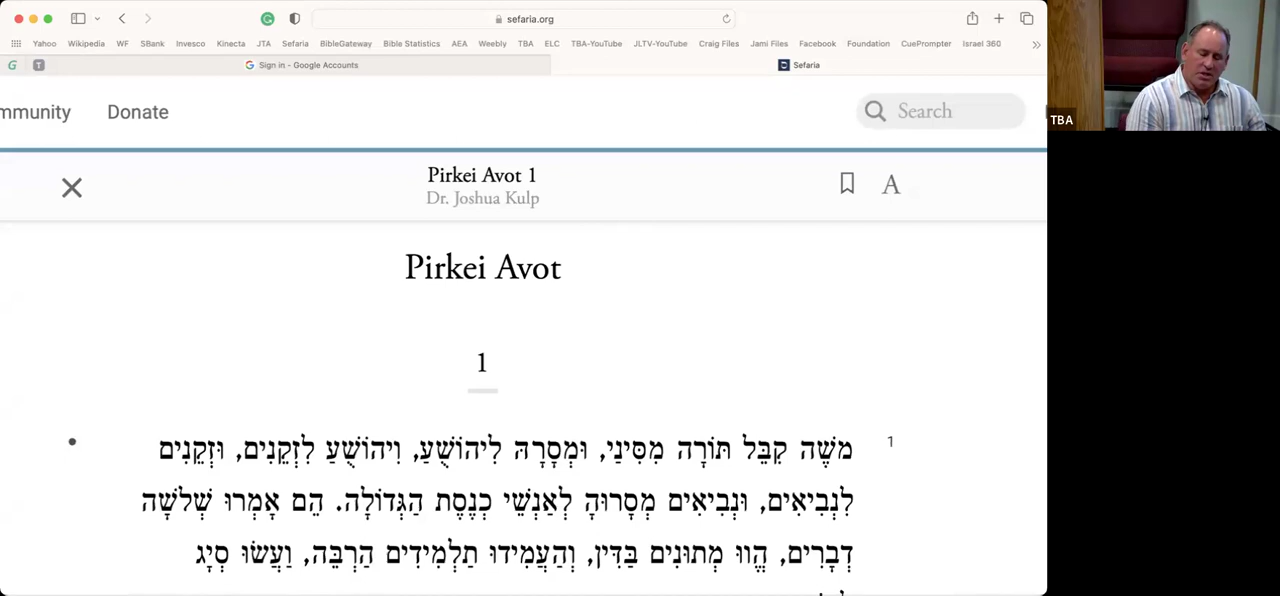 sefaria.org
Yahoo Wikipedia WF SBank Invesco Kinecta JTA Sefaria BibleGateway Bible Statistics AEA Weebly TBA ELC TBA-YouTube JLTV-YouTube Craig Files Jami Files Facebook Foundation CuePrompter Israel 360 »
G T Sign in - Google Accounts Sefaria
mmunity Donate Search
TBA
Pirkei Avot 1
Dr. Joshua Kulp
A
Pirkei Avot
1
1 משֶׁה קִבֵּל תּוֹרָה מִסִּינַי, וּמְסָרָהּ לִיהוֹשֻׁעַ, וִיהוֹשֻׁעַ לִזְקֵנִים, וּזְקֵנִים
לִנְבִיאִים, וּנְבִיאִים מְסָרוּהָ לְאַנְשֵׁי כְנֶסֶת הַגְּדוֹלָה. הֵם אָמְרוּ שְׁלשָׁה
דְבָרִים, הֱווּ מְתוּנִים בַּדִּין, וְהַעֲמִידוּ תַלְמִידִים הַרְבֵּה, וַעֲשׂוּ סְיָג